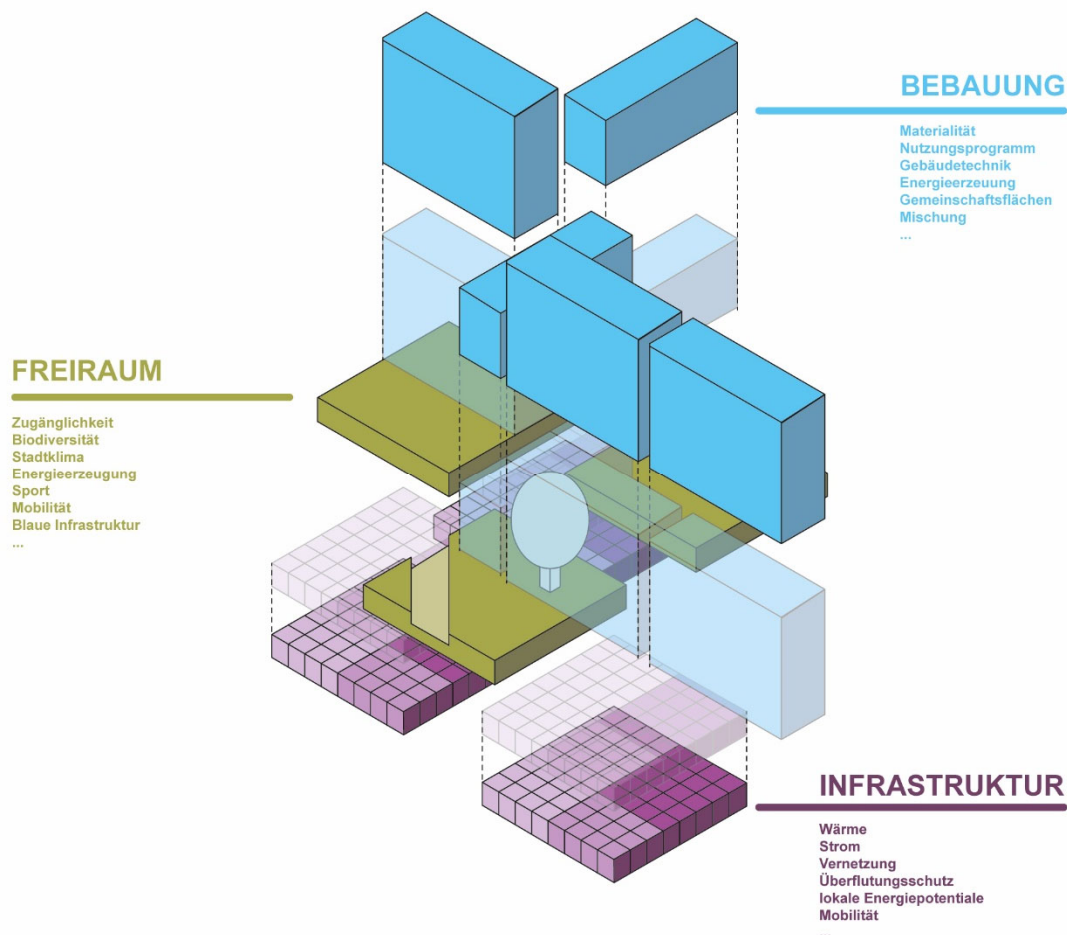 BEBAUUNG
Materialität
Nutzungsprogramm
Gebäudetechnik
Energieerzeuung
Gemeinschaftsflächen
Mischung
...
FREIRAUM
Zugänglichkeit
Biodiversität
Stadtklima
Energieerzeugung
Sport
Mobilität
Blaue Infrastruktur
...
INFRASTRUKTUR
Wärme
Strom
Vernetzung
Überflutungsschutz
lokale Energiepotentiale
Mobilität
...